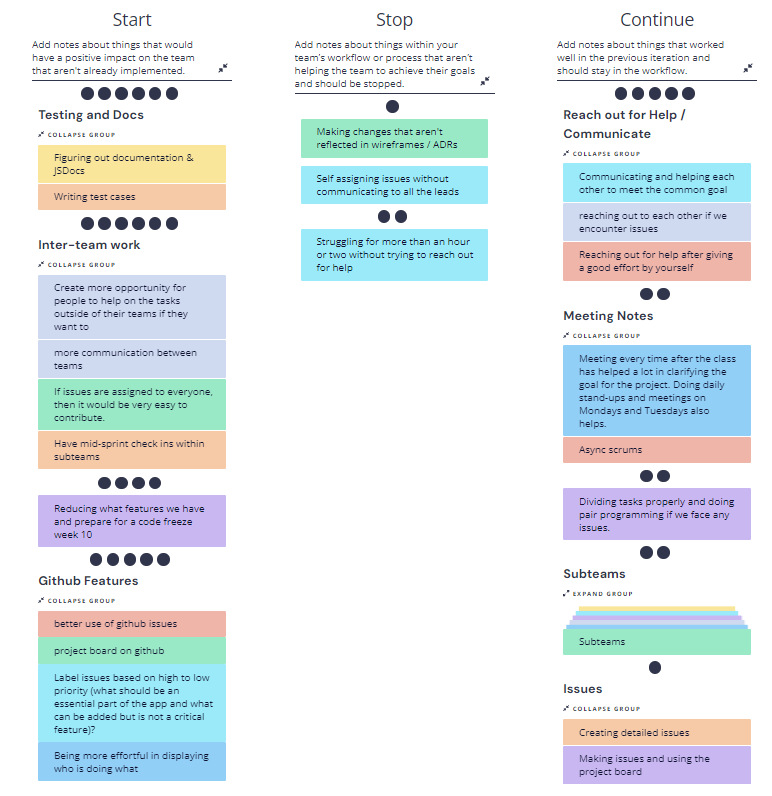 Start
Add notes about things that would
have a positive impact on the team
that aren't already implemented.
Testing and Docs
COLLAPSE GROUP
Figuring out documentation &
JSDocs
Writing test cases
Inter-team work
COLLAPSE GROUP
Create more opportunity for
people to help on the tasks
outside of their teams if they
want to
more communication between
teams
If issues are assigned to everyone,
then it would be very easy to
contribute.
Have mid-sprint check ins within
subteams
Reducing what features we have
and prepare for a code freeze
week 10
Github Features
COLLAPSE GROUP
better use of github issues
project board on github
Label issues based on high to low
priority (what should be an
essential part of the app and what
can be added but is not a critical
feature)?
Being more effortful in displaying
who is doing what
Stop
Add notes about things within your
team's workflow or process that aren't
helping the team to achieve their goals
and should be stopped.
Making changes that aren't
reflected in wireframes / ADRs
Self assigning issues without
communicating to all the leads
Struggling for more than an hour
or two without trying to reach out
for help
Continue
Add notes about things that worked
well in the previous iteration and
should stay in the workflow.
Reach out for Help /
Communicate
COLLAPSE GROUP
Communicating and helping each
other to meet the common goal
reaching out to each other if we
encounter issues
Reaching out for help after giving
a good effort by yourself
Meeting Notes
COLLAPSE GROUP
Meeting every time after the class
has helped a lot in clarifying the
goal for the project. Doing daily
stand-ups and meetings on
Mondays and Tuesdays also
helps.
Async scrums
Dividing tasks properly and doing
pair programming if we face any
issues.
Subteams
EXPAND GROUP
Subteams
Issues
COLLAPSE GROUP
Creating detailed issues
Making issues and using the
project board